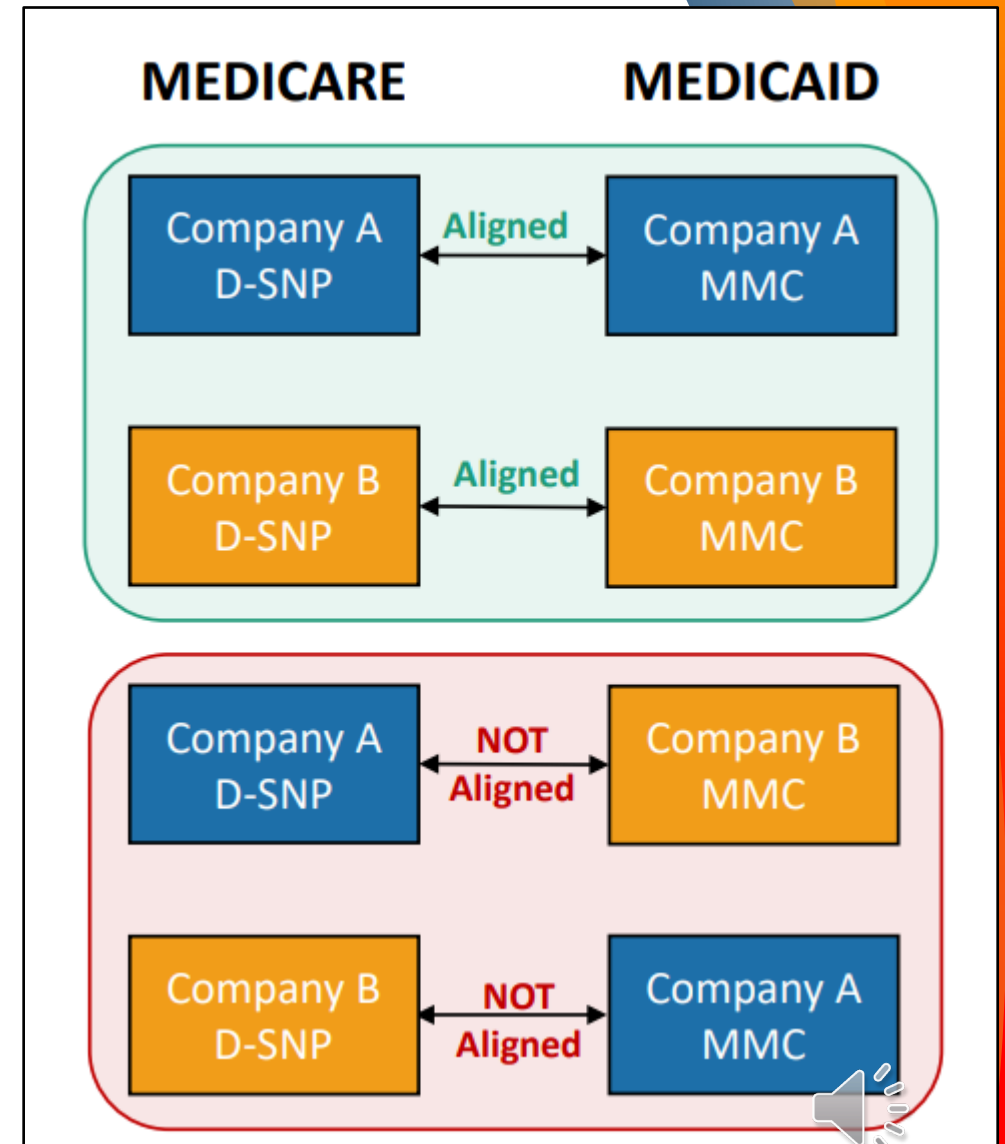 MEDICARE MEDICAID
Company A
D-SNP
Aligned
Company A
MMC
Company B
D-SNP
Aligned
Company B
MMC
Company A
D-SNP
NOT
Aligned
Company B
MMC
Company B
D-SNP
NOT
Aligned
Company A
MMC